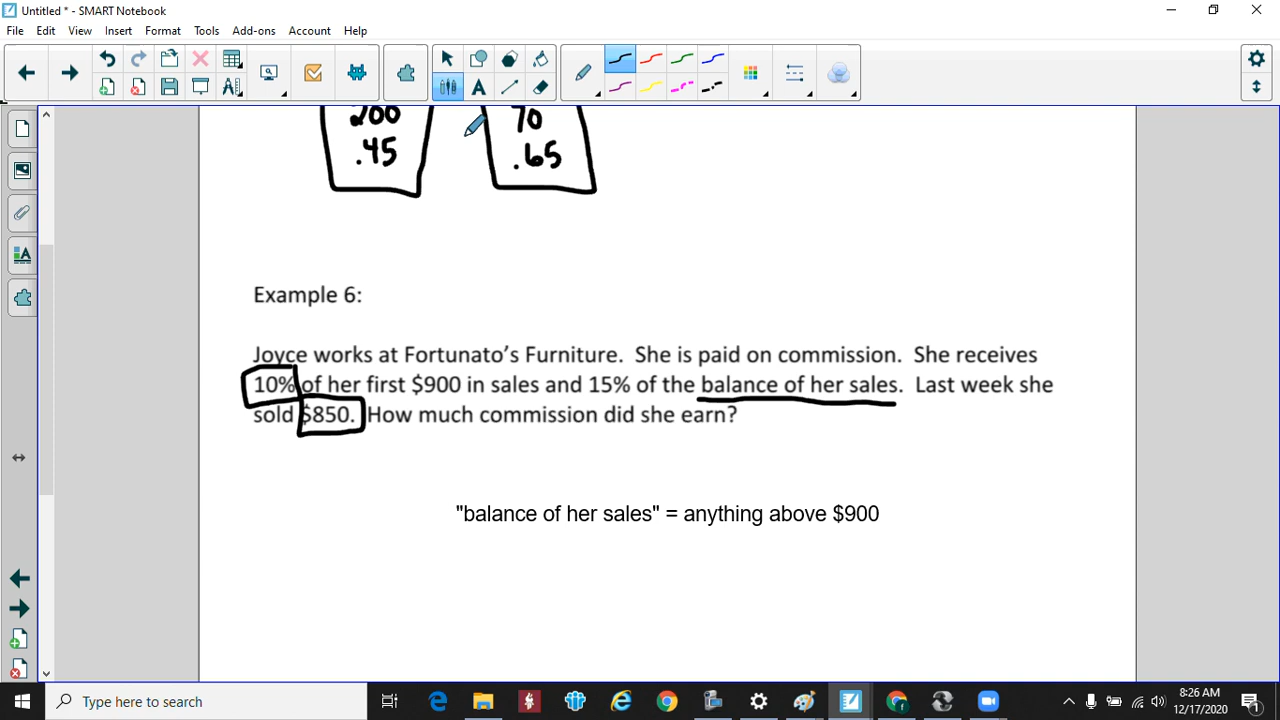 Untitled * - SMART Notebook
File Edit View Insert Format Tools Add-ons Account Help
200 70
.45 .65
Example 6:
Joyce works at Fortunato's Furniture. She is paid on commission. She receives
10% of her first $900 in sales and 15% of the balance of her sales. Last week she
sold $850. How much commission did she earn?
"balance of her sales" = anything above $900
Type here to search
8:26 AM
12/17/2020